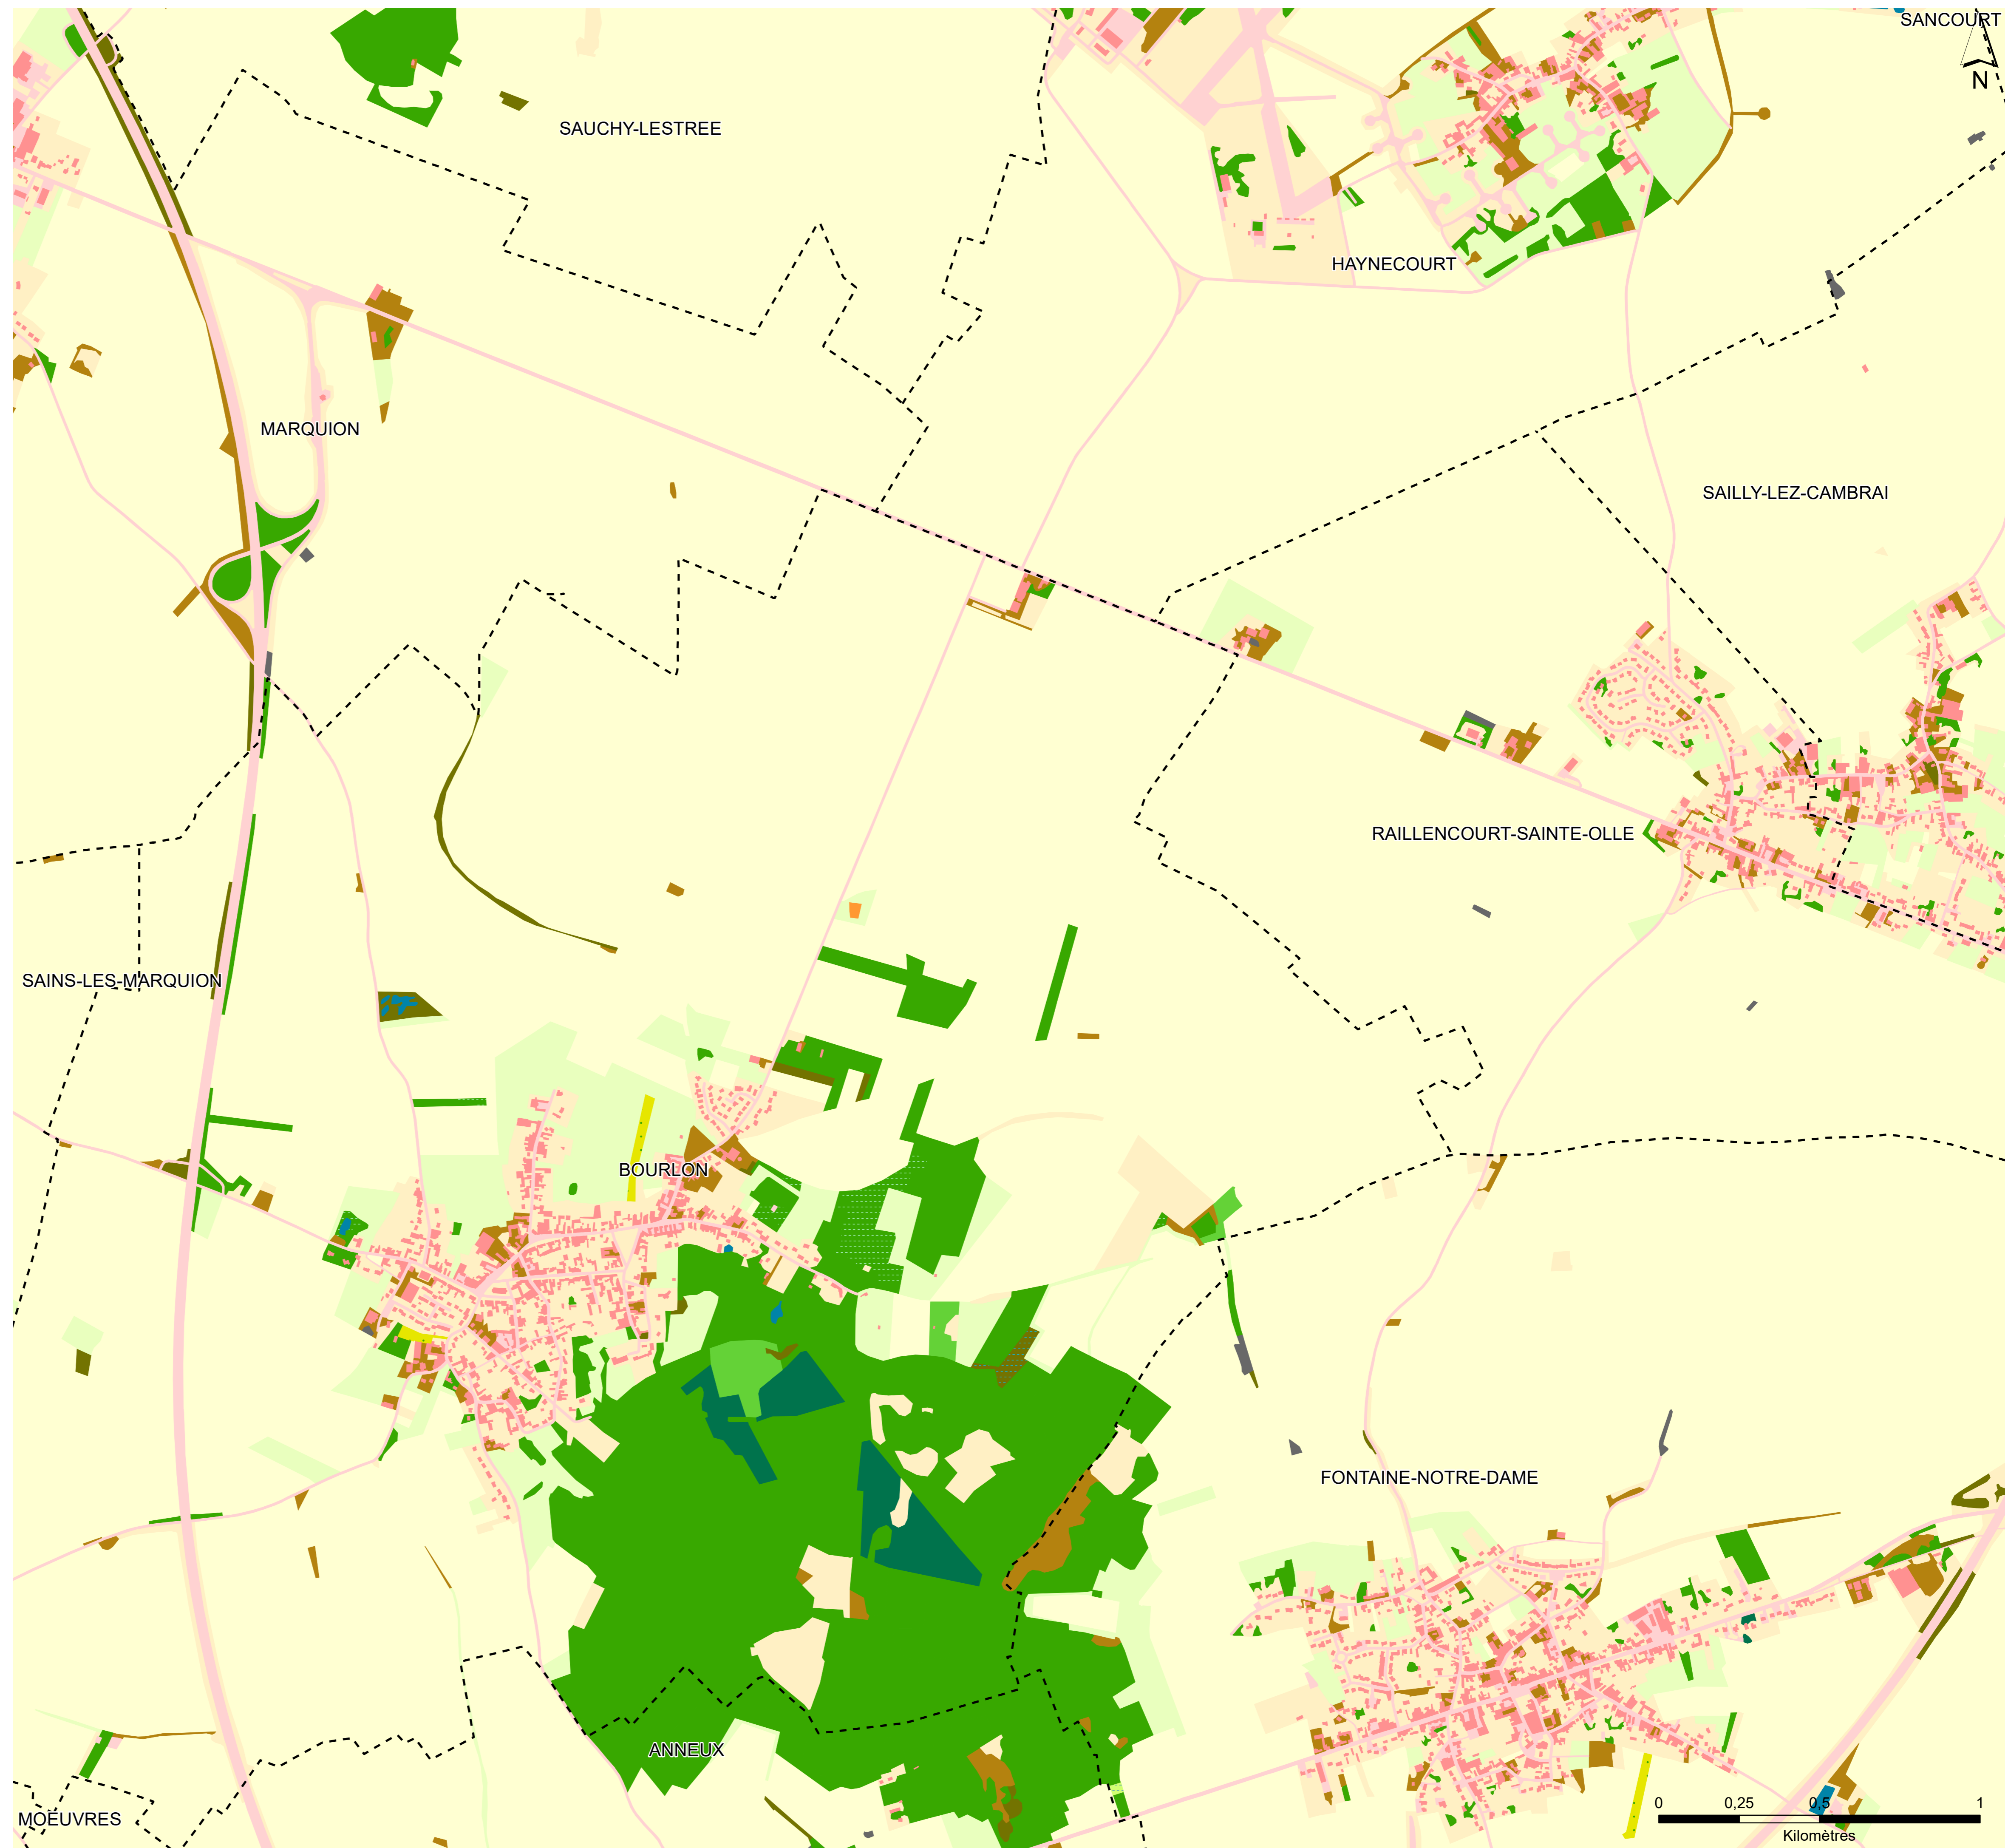 SANCOURT
N
SAUCHY-LESTREE
HAYNECOURT
MARQUION
SAILLY-LEZ-CAMBRAI
RAILLENCOURT-SAINTE-OLLE
SAINS-LES-MARQUION
BOURLON
FONTAINE-NOTRE-DAME
ANNEUX
MOEUVRES
0 0,25 0,5 1
Kilomètres